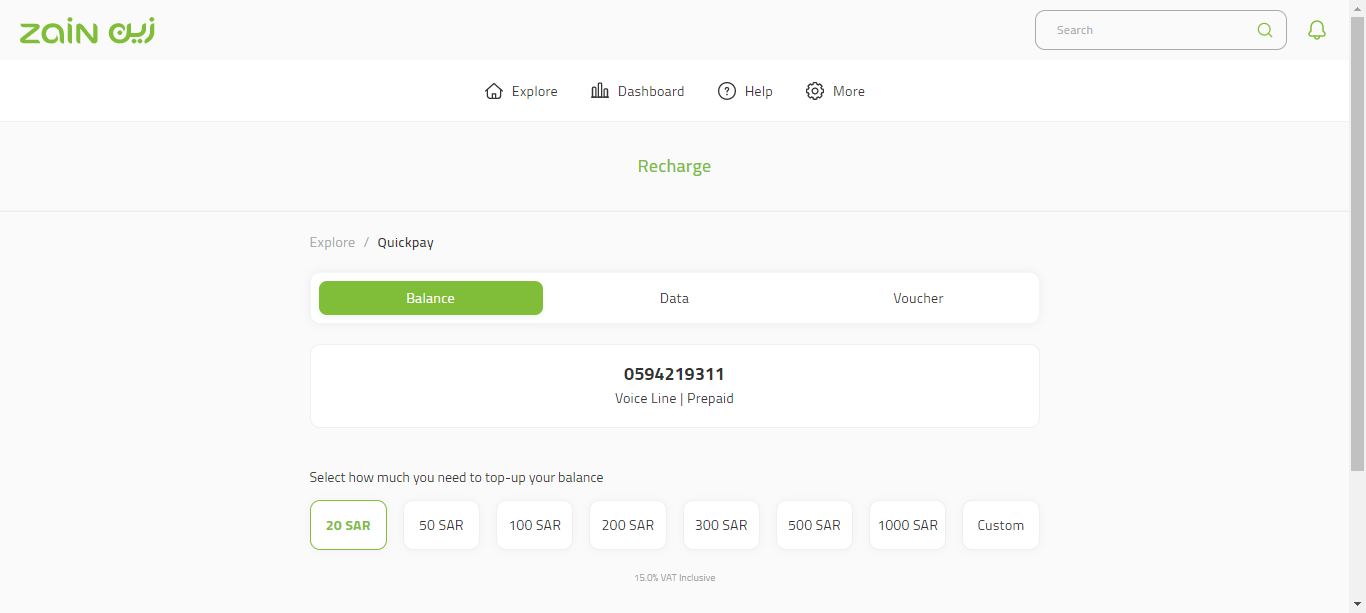 zain زين
Search
Explore Dashboard Help More
Recharge
Explore / Quickpay
Balance Data Voucher
0594219311
Voice Line | Prepaid
Select how much you need to top-up your balance
20 SAR 50 SAR 100 SAR 200 SAR 300 SAR 500 SAR 1000 SAR Custom
15.0% VAT Inclusive